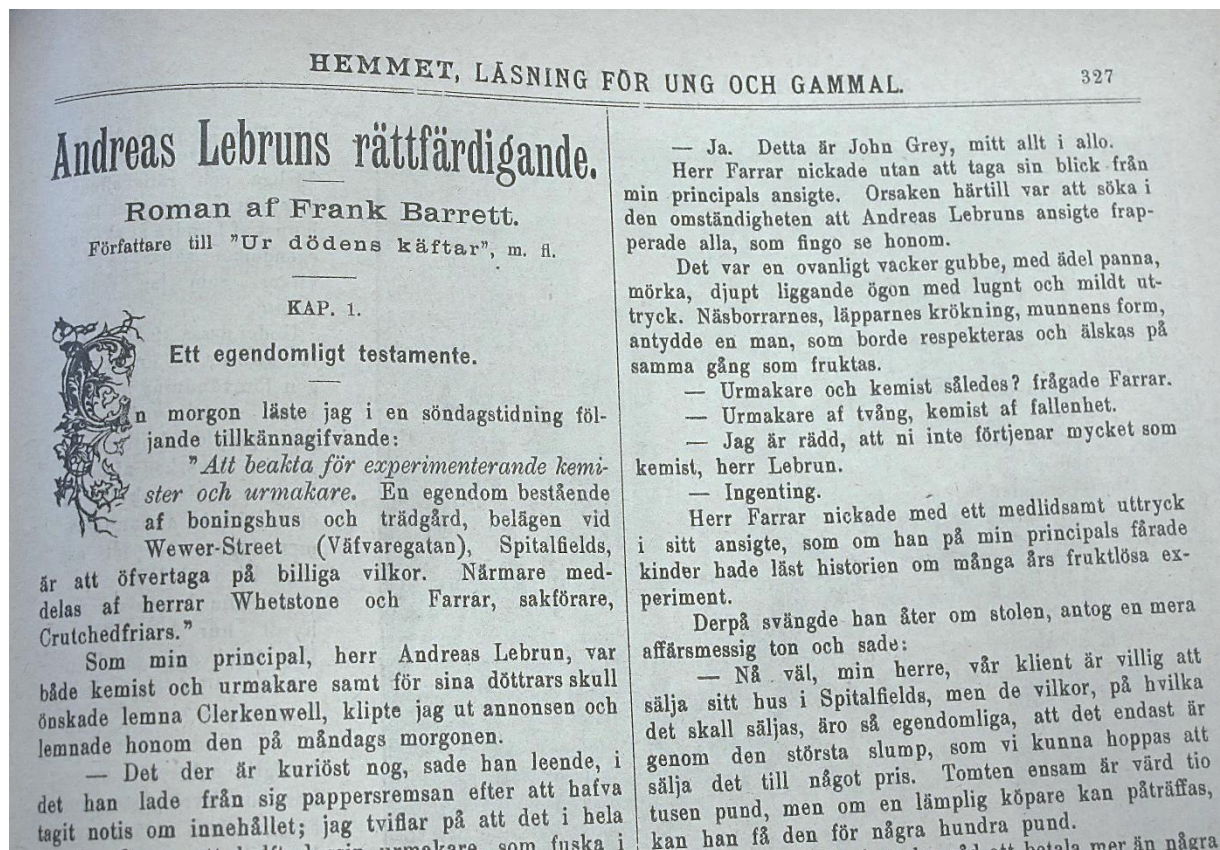 HEMMET, LÄSNING FÖR UNG OCH GAMMAL.
327
Andreas Lebruns rättfärdigande.
Roman af Frank Barrett.
Författare till "Ur dödens käftar", m. fl.
KAP. 1.
Ett egendomligt testamente.
En morgon läste jag i en söndagstidning föl-
jande tillkännagifvande:
"Att beakta för experimenterande kemi-
ster och urmakare. En egendom bestående
af boningshus och trädgård, belägen vid
Wewer-Street (Väfvaregatan), Spitalfields,
är att öfvertaga på billiga vilkor. Närmare med-
delas af herrar Whetstone och Farrar, sakförare,
Crutchedfriars."
Som min principal, herr Andreas Lebrun, var
både kemist och urmakare samt för sina döttrars skull
önskade lemna Clerkenwell, klipte jag ut annonsen och
lemnade honom den på måndags morgonen.
— Det der är kuriöst nog, sade han leende, i
det han lade från sig pappersremsan efter att hafva
tagit notis om innehållet; jag tviflar på att det i hela
urmakare som fuska i
— Ja. Detta är John Grey, mitt allt i allo.
Herr Farrar nickade utan att taga sin blick från
min principals ansigte. Orsaken härtill var att söka i
den omständigheten att Andreas Lebruns ansigte frap-
perade alla, som fingo se honom.
Det var en ovanligt vacker gubbe, med ädel panna,
mörka, djupt liggande ögon med lugnt och mildt ut-
tryck. Näsborrarnes, läpparnes krökning, munnens form,
antydde en man, som borde respekteras och älskas på
samma gång som fruktas.
— Urmakare och kemist således? frågade Farrar.
— Urmakare af tvång, kemist af fallenhet.
— Jag är rädd, att ni inte förtjenar mycket som
kemist, herr Lebrun.
— Ingenting.
Herr Farrar nickade med ett medlidsamt uttryck
i sitt ansigte, som om han på min principals fårade
kinder hade läst historien om många års fruktlösa ex-
periment.
Derpå svängde han åter om stolen, antog en mera
affärsmessig ton och sade:
— Nå väl, min herre, vår klient är villig att
sälja sitt hus i Spitalfields, men de vilkor, på hvilka
det skall säljas, äro så egendomliga, att det endast är
genom den största slump, som vi kunna hoppas att
sälja det till något pris. Tomten ensam är värd tio
tusen pund, men om en lämplig köpare kan påträffas,
kan han få den för några hundra pund.
att betala mer än några